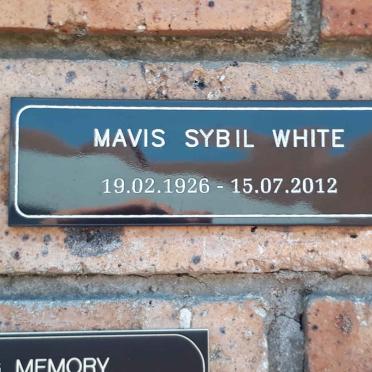 MAVIS SYBIL WHITE
19.02.1926 - 15.07.2012
MEMORY